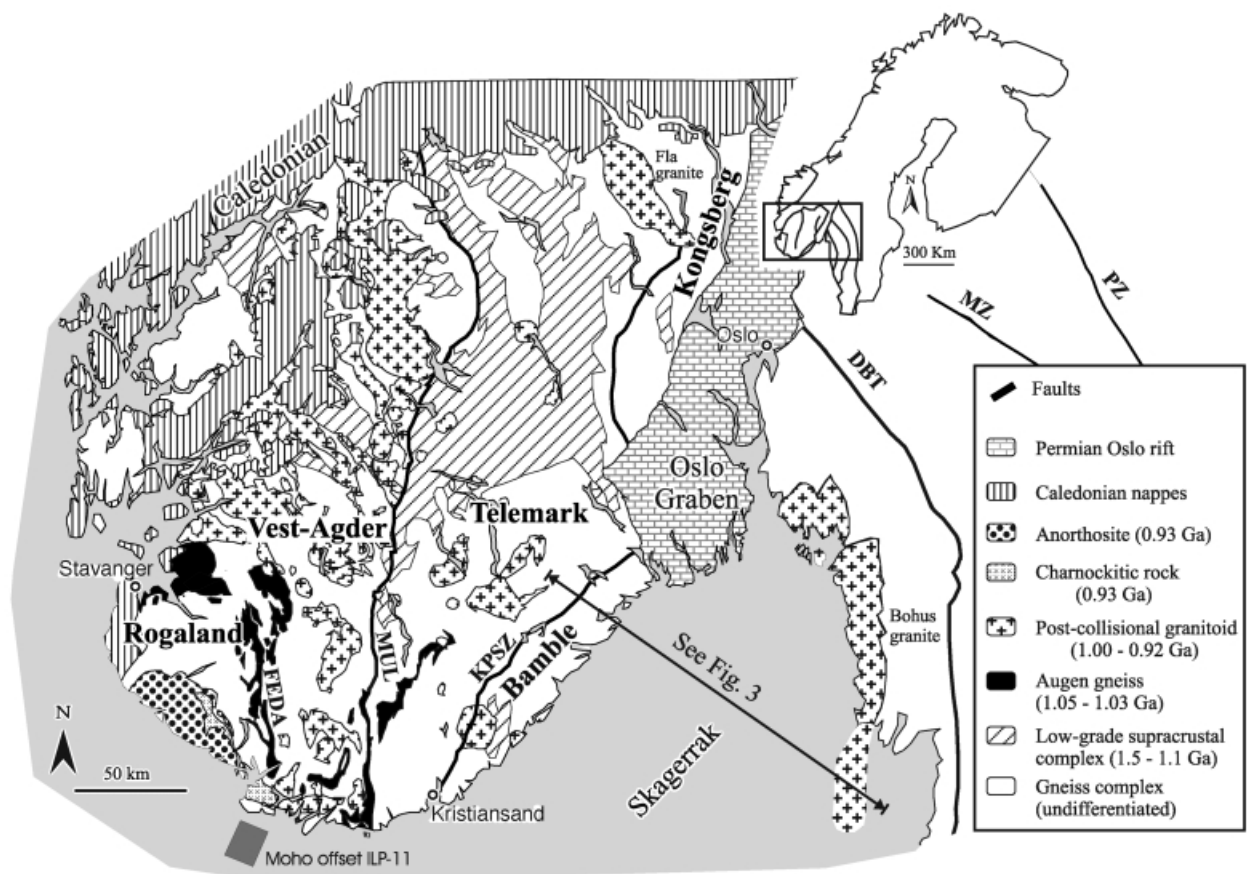 Caledonian
Fla
granite
Kongsberg
N
300 Km
PZ
MZ
DBT
Oslo
Oslo
Graben
Vest-Agder
Telemark
Stavanger
Rogaland
FEDA
MUL
KPSZ
Bamble
See Fig. 3
Bohus
granite
Skagerrak
N
50 km
Kristiansand
Moho offset ILP-11
Faults
Permian Oslo rift
Caledonian nappes
Anorthosite (0.93 Ga)
Charnockitic rock
(0.93 Ga)
Post-collisional granitoid
(1.00 - 0.92 Ga)
Augen gneiss
(1.05 - 1.03 Ga)
Low-grade supracrustal
complex (1.5 - 1.1 Ga)
Gneiss complex
(undifferentiated)